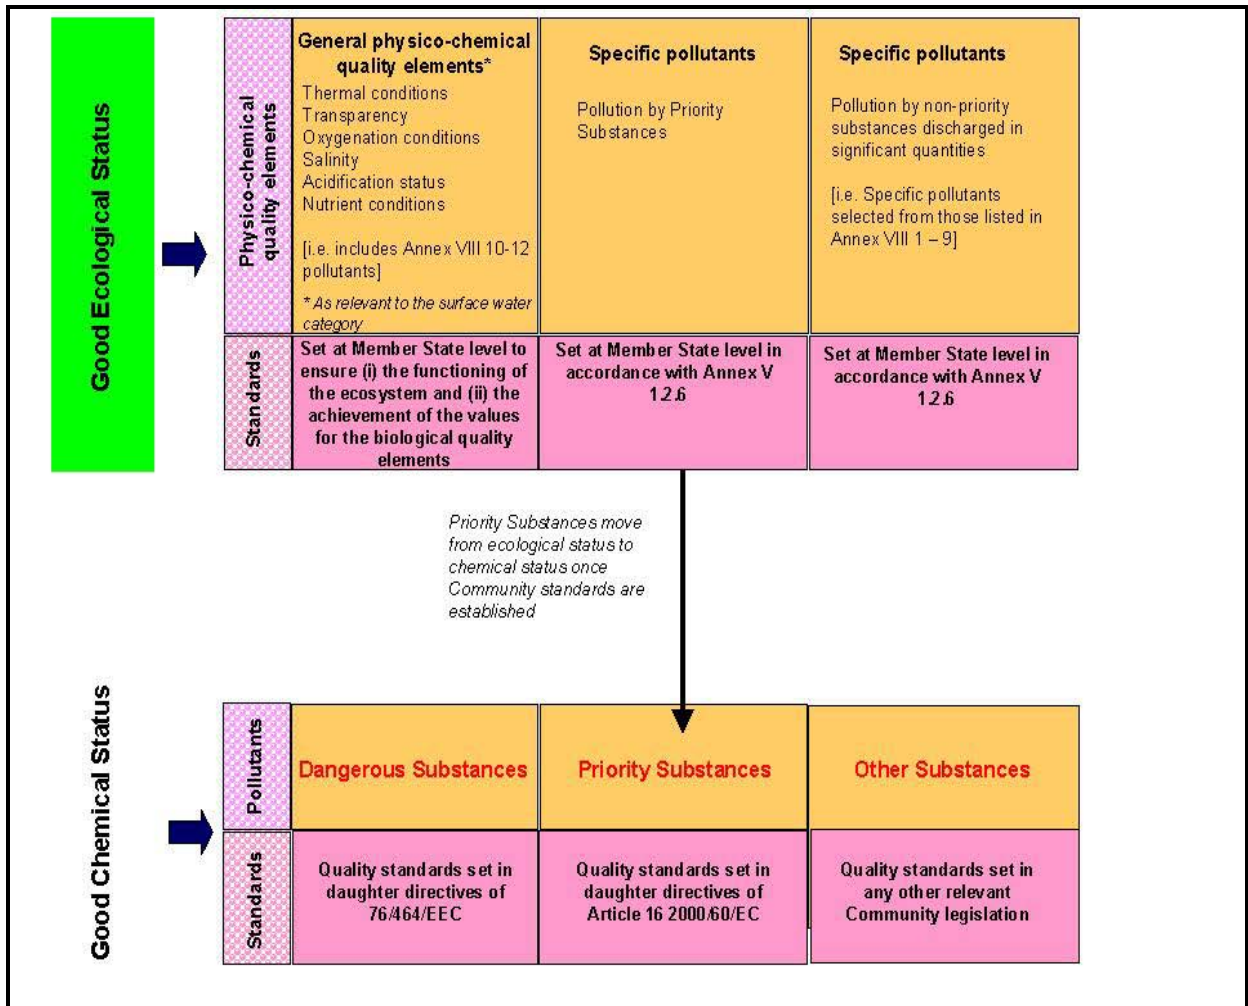 Good Ecological Status
Physico-chemical
quality elements
General physico-chemical
quality elements*
Thermal conditions
Transparency
Oxygenation conditions
Salinity
Acidification status
Nutrient conditions
[i.e. includes Annex VIII 10-12
pollutants]
* As relevant to the surface water
category
Specific pollutants
Pollution by Priority
Substances
Specific pollutants
Pollution by non-priority
substances discharged in
significant quantities
[i.e. Specific pollutants
selected from those listed in
Annex VIII 1 – 9]
Standards
Set at Member State level to
ensure (i) the functioning of
the ecosystem and (ii) the
achievement of the values
for the biological quality
elements
Set at Member State level in
accordance with Annex V
1.2.6
Set at Member State level in
accordance with Annex V
1.2.6
Priority Substances move
from ecological status to
chemical status once
Community standards are
established
Good Chemical Status
Pollutants
Dangerous Substances
Priority Substances
Other Substances
Standards
Quality standards set in
daughter directives of
76/464/EEC
Quality standards set in
daughter directives of
Article 16 2000/60/EC
Quality standards set in
any other relevant
Community legislation